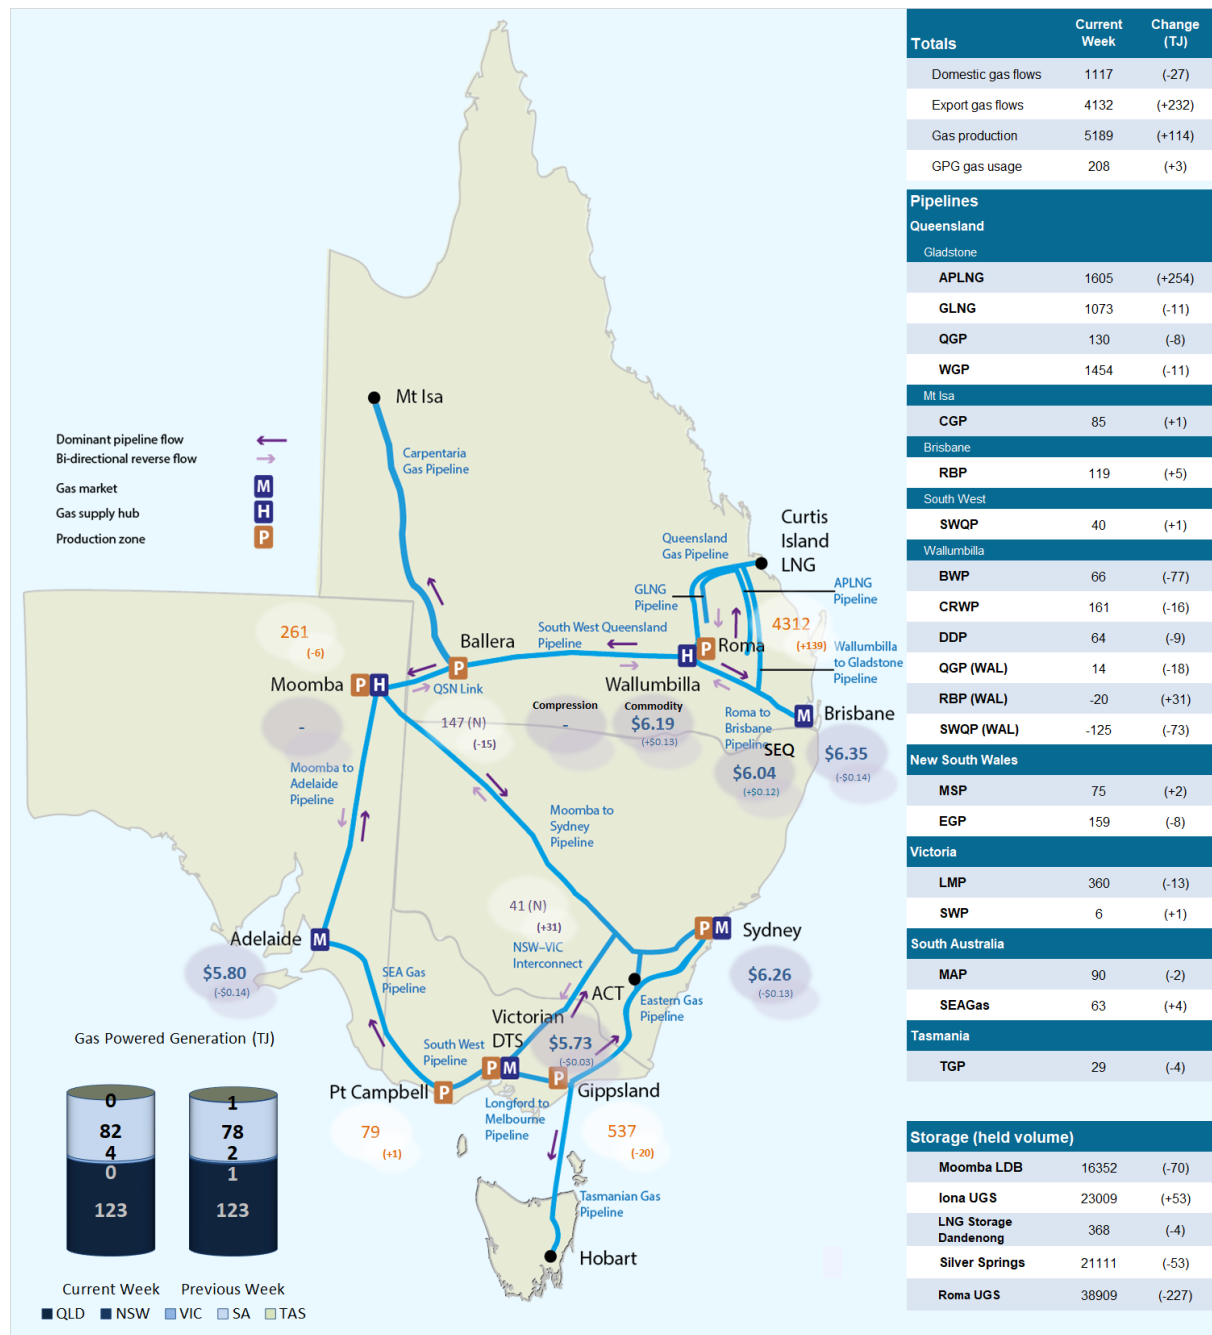 Dominant pipeline flow
Bi-directional reverse flow
Gas market M
Gas supply hub H
Production zone P
Mt Isa
Carpentaria
Gas Pipeline
Curtis
Island
LNG
Queensland
Gas Pipeline
GLNG
Pipeline
APLNG
Pipeline
4312
(+139)
Wallumbilla
to Gladstone
Pipeline
261
(-6)
Ballera
P
South West Queensland
Pipeline
H P Roma
Wallumbilla
Moomba P H
QSN Link
-
147 (N)
(-15)
Compression
-
Commodity
$6.19
(+$0.13)
Roma to
Brisbane
Pipeline
M Brisbane
SEQ
$6.04
(+$0.12)
$6.35
(-$0.14)
Moomba to
Adelaide
Pipeline
Moomba to
Sydney
Pipeline
41 (N)
(+31)
NSW-VIC
Interconnect
P M Sydney
$6.26
(-$0.13)
Adelaide M
$5.80
(-$0.14)
SEA Gas
Pipeline
ACT
Eastern Gas
Pipeline
Victorian
DTS
$5.73
(-$0.03)
South West
Pipeline
P M
P
Gippsland
Pt Campbell P
79
(+1)
Longford to
Melbourne
Pipeline
537
(-20)
Tasmanian Gas
Pipeline
Hobart
Gas Powered Generation (TJ)
0 1
82 78
4 2
0 1
123 123
Current Week Previous Week
QLD NSW VIC SA TAS
Totals Current Week Change (TJ)
Domestic gas flows 1117 (-27)
Export gas flows 4132 (+232)
Gas production 5189 (+114)
GPG gas usage 208 (+3)
Pipelines
Queensland
Gladstone
APLNG 1605 (+254)
GLNG 1073 (-11)
QGP 130 (-8)
WGP 1454 (-11)
Mt Isa
CGP 85 (+1)
Brisbane
RBP 119 (+5)
South West
SWQP 40 (+1)
Wallumbilla
BWP 66 (-77)
CRWP 161 (-16)
DDP 64 (-9)
QGP (WAL) 14 (-18)
RBP (WAL) -20 (+31)
SWQP (WAL) -125 (-73)
New South Wales
MSP 75 (+2)
EGP 159 (-8)
Victoria
LMP 360 (-13)
SWP 6 (+1)
South Australia
MAP 90 (-2)
SEAGas 63 (+4)
Tasmania
TGP 29 (-4)
Storage (held volume)
Moomba LDB 16352 (-70)
Iona UGS 23009 (+53)
LNG Storage
Dandenong 368 (-4)
Silver Springs 21111 (-53)
Roma UGS 38909 (-227)